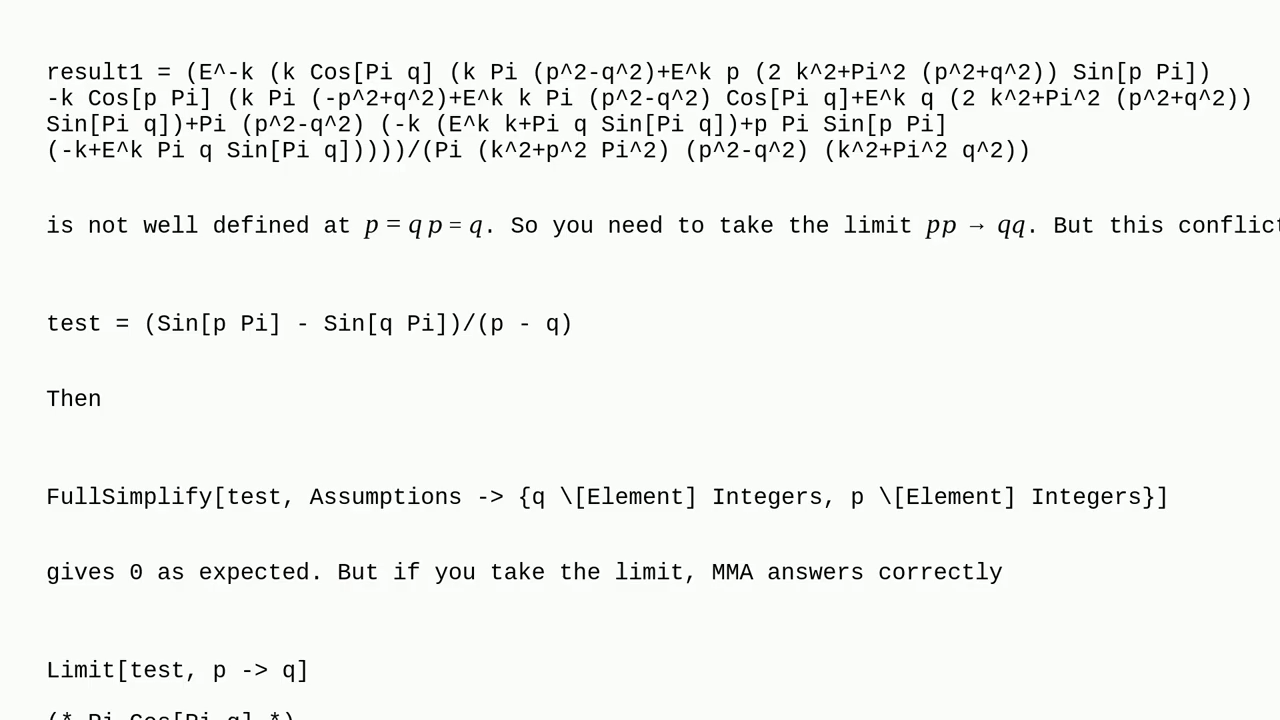 result1 = (E^-k (k Cos[Pi q] (k Pi (p^2-q^2)+E^k p (2 k^2+Pi^2 (p^2+q^2)) Sin[p Pi])
-k Cos[p Pi] (k Pi (-p^2+q^2)+E^k k Pi (p^2-q^2) Cos[Pi q]+E^k q (2 k^2+Pi^2 (p^2+q^2))
Sin[Pi q])+Pi (p^2-q^2) (-k (E^k k+Pi q Sin[Pi q])+p Pi Sin[p Pi]
(-k+E^k Pi q Sin[Pi q]))))/(Pi (k^2+p^2 Pi^2) (p^2-q^2) (k^2+Pi^2 q^2))
is not well defined at p = q p = q. So you need to take the limit pp → qq. But this conflict
test = (Sin[p Pi] - Sin[q Pi])/(p - q)
Then
FullSimplify[test, Assumptions -> {q \[Element] Integers, p \[Element] Integers}]
gives 0 as expected. But if you take the limit, MMA answers correctly
Limit[test, p -> q]
(* Pi Cos[Pi q] *)